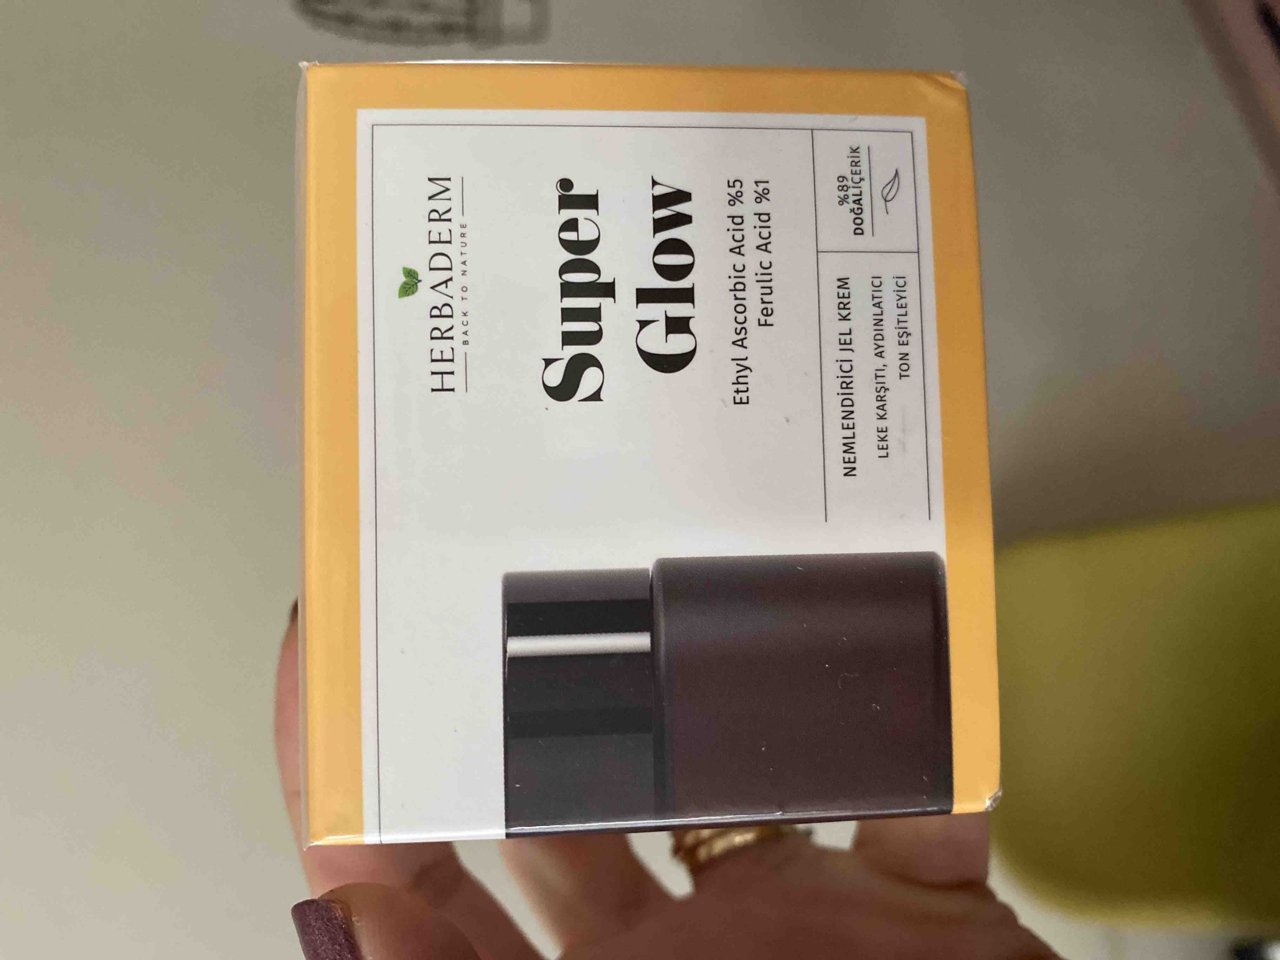 HERBADERM
BACK TO NATURE
Super
Glow
Ethyl Ascorbic Acid %5
Ferulic Acid %1
NEMLENDİRİCİ JEL KREM
LEKE KARŞITI, AYDINLATICI
TON EŞİTLEYİCİ
%89
DOĞALİÇERİK